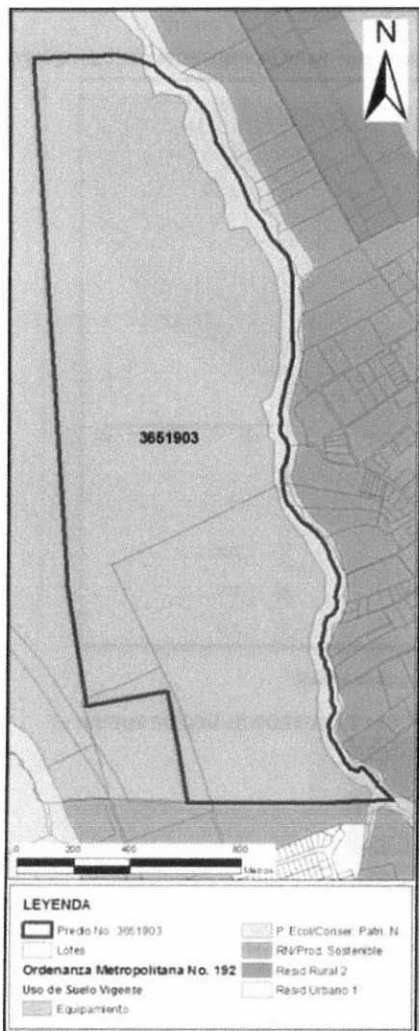 N
3651903
0 200 400 800
Metros
LEYENDA
Predio No. 3651903
Lotes
Ordenanza Metropolitana No. 192
Uso de Suelo Vigente
Equipamiento
P. Ecol/Conser. Patri. N
RN/Prod. Sostenible
Resid Rural 2
Resid Urbano 1